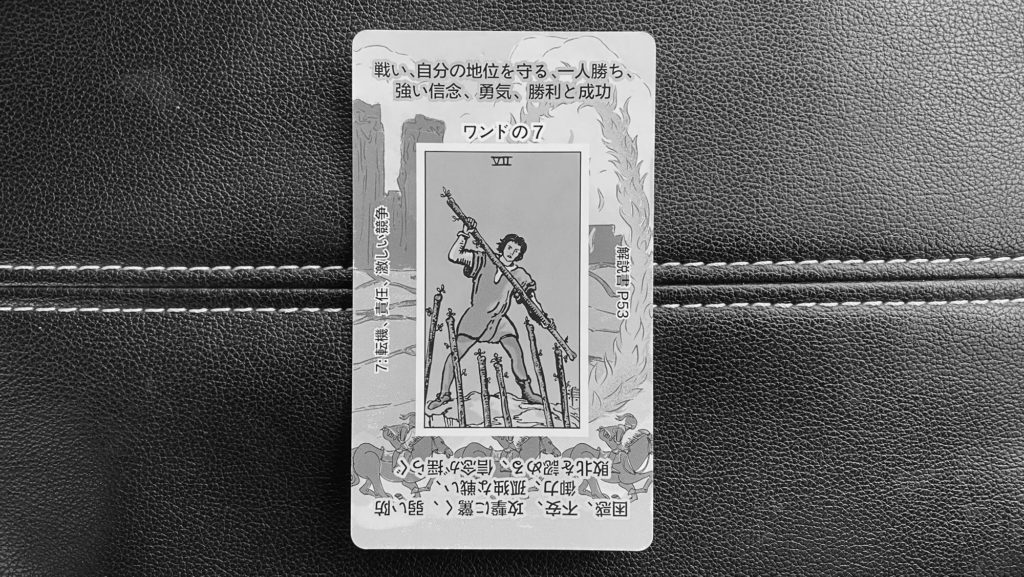 戦い、自分の地位を守る、一人勝ち、
強い信念、勇気、勝利と成功
ワンドの7
VII
7: 転機、責任、激しい競争
解説書 P53
困惑、不安、攻撃に驚く、弱い防
御力、孤独な戦い、
敗北を認める、信念が揺らぐ